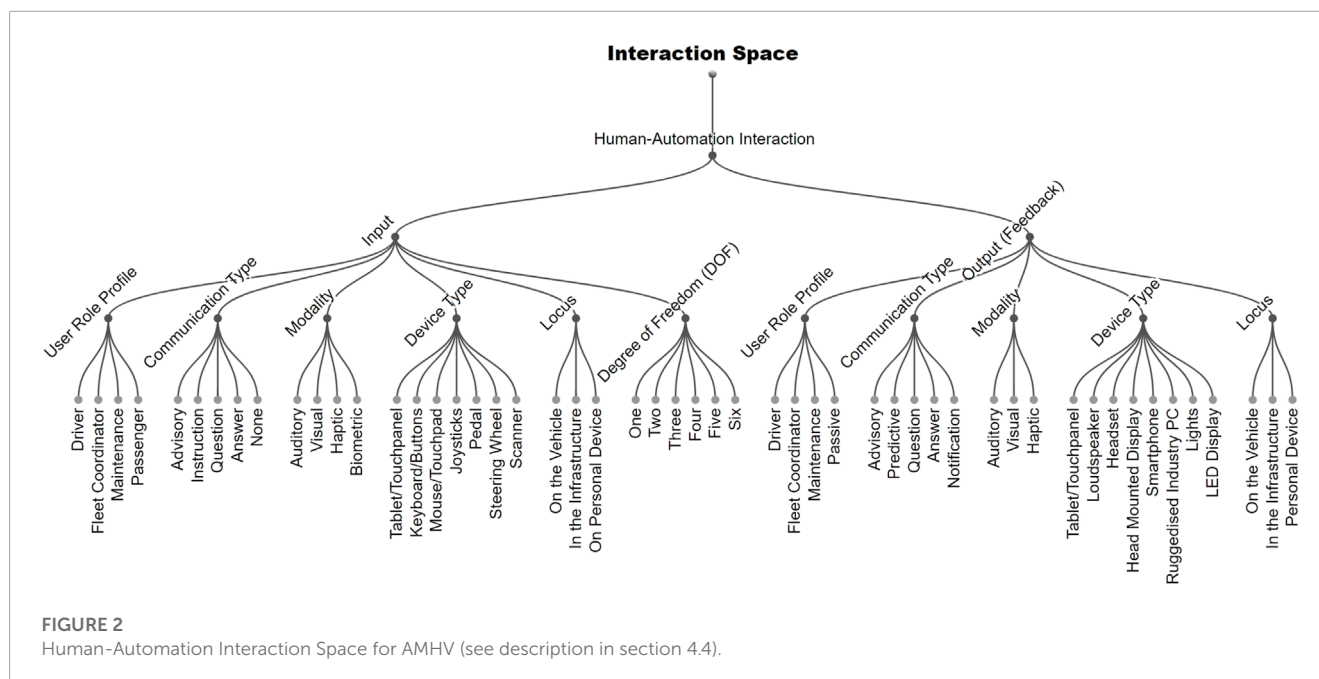 Interaction Space
Human-Automation Interaction
Input
Output (Feedback)
User Role Profile
Communication Type
Modality
Device Type
Locus
Degree of Freedom (DOF)
User Role Profile
Communication Type
Modality
Device Type
Locus
Driver
Fleet Coordinator
Maintenance
Passenger
Advisory
Instruction
Question
Answer
None
Auditory
Visual
Haptic
Biometric
Tablet/Touchpanel
Keyboard/Buttons
Mouse/Touchpad
Joysticks
Pedal
Steering Wheel
Scanner
On the Vehicle
In the Infrastructure
On Personal Device
One
Two
Three
Four
Five
Six
Driver
Fleet Coordinator
Maintenance
Passive
Advisory
Predictive
Question
Answer
Notification
Auditory
Visual
Haptic
Tablet/Touchpanel
Loudspeaker
Headset
Head Mounted Display
Smartphone
Ruggedised Industry PC
Lights
LED Display
On the Vehicle
In the Infrastructure
Personal Device
FIGURE 2
Human-Automation Interaction Space for AMHV (see description in section 4.4).